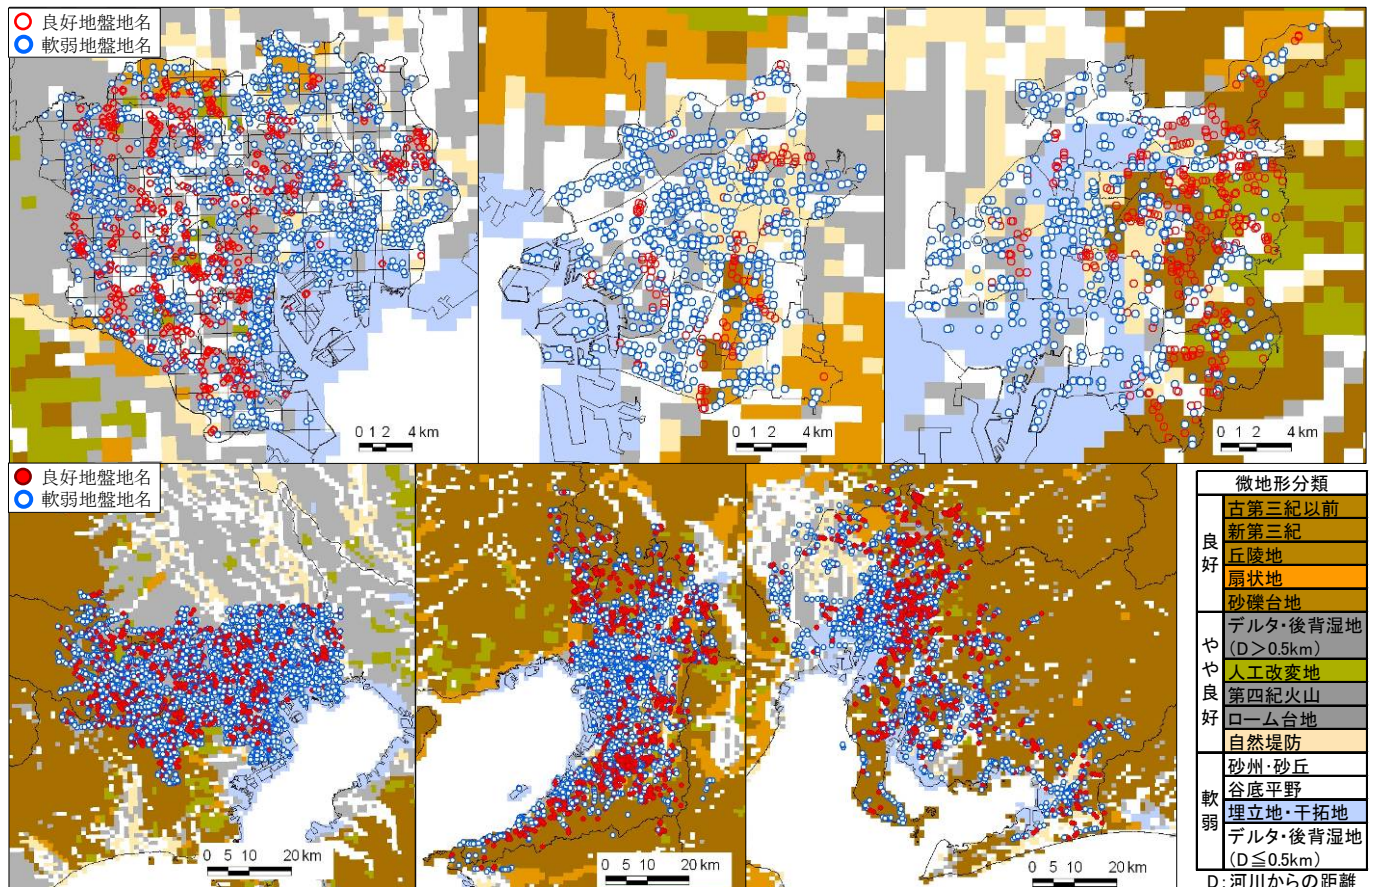 良好地盤地名
軟弱地盤地名
0 1 2 4 km
0 1 2 4 km
0 1 2 4 km
良好地盤地名
軟弱地盤地名
0 5 10 20 km
0 5 10 20 km
0 5 10 20 km
微地形分類
良好
古第三紀以前
新第三紀
丘陵地
扇状地
砂礫台地
やや良好
デルタ・後背湿地
(D>0.5km)
人工改変地
第四紀火山
ローム台地
自然堤防
軟弱
砂州・砂丘
谷底平野
埋立地・干拓地
デルタ・後背湿地
(D≦0.5km)
D:河川からの距離